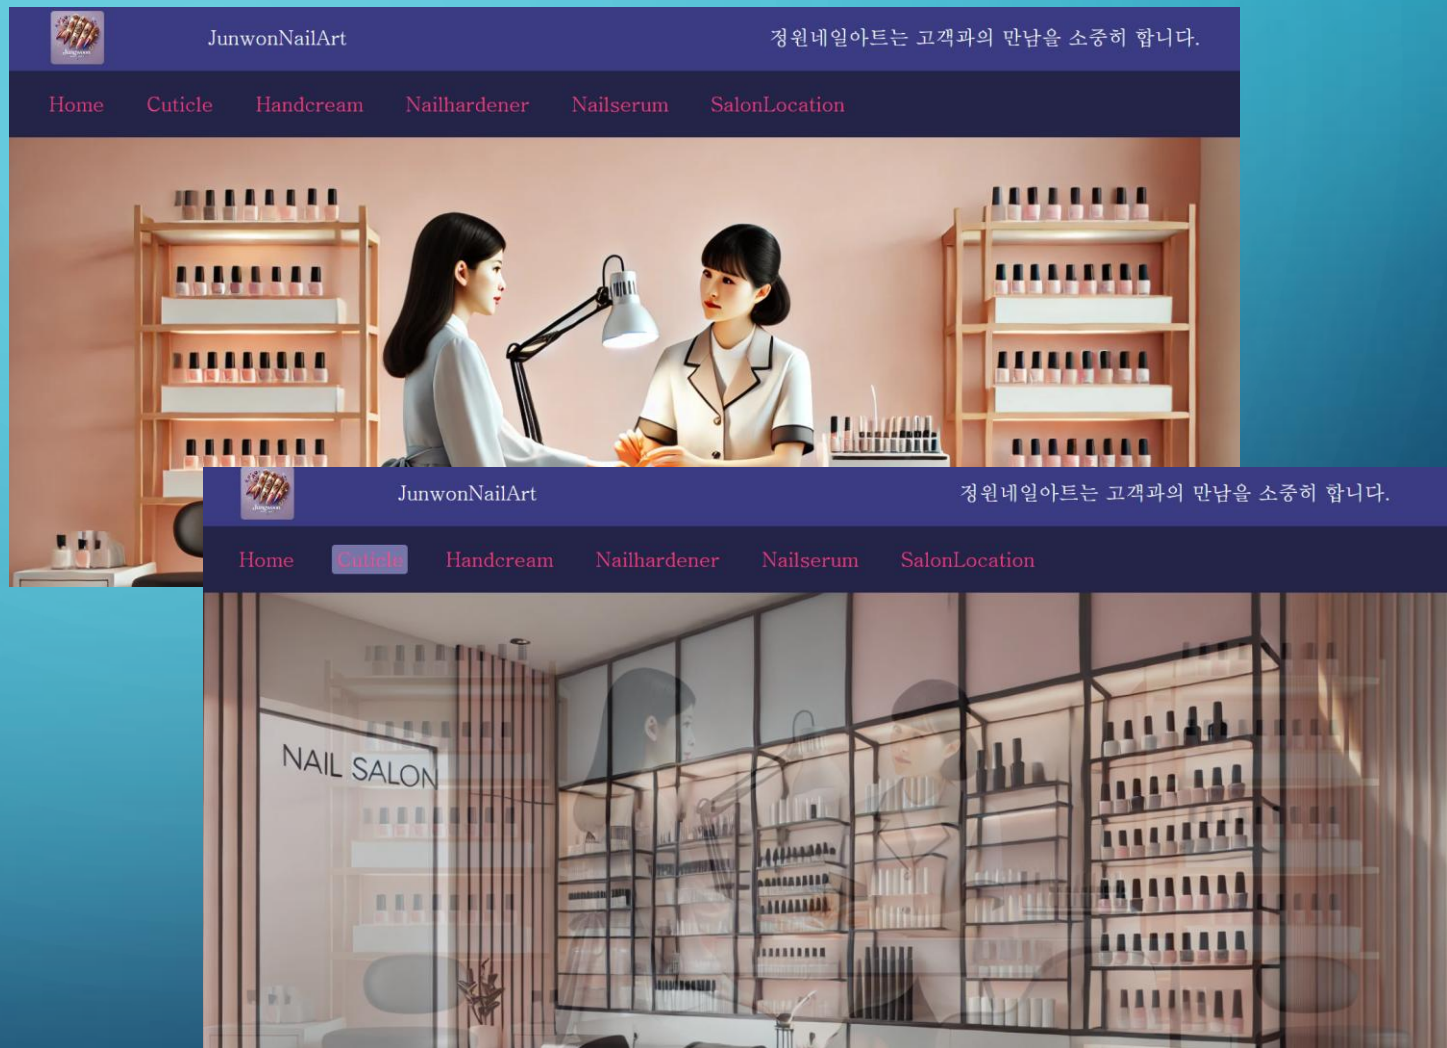 JunwonNailArt
정원네일아트는 고객과의 만남을 소중히 합니다.
Home Cuticle Handcream Nailhardener Nailserum SalonLocation
JunwonNailArt
정원네일아트는 고객과의 만남을 소중히 합니다.
Home Cuticle Handcream Nailhardener Nailserum SalonLocation
NAIL SALON